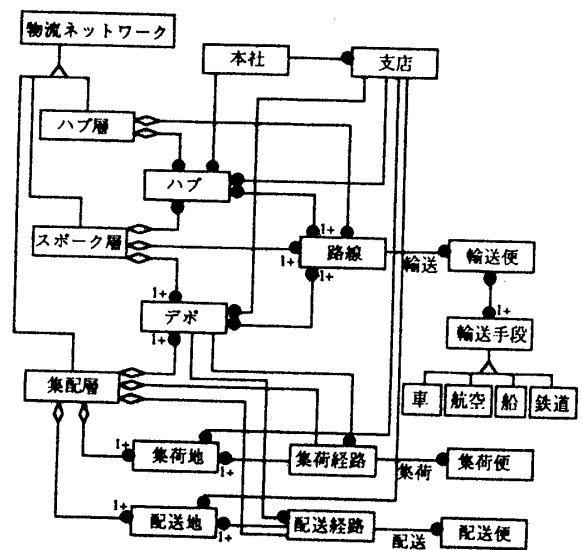 物流ネットワーク
本社
支店
ハブ層
ハブ
スポーク層
1+
1+
路線
輸送
輸送便
1+
1+
1+
デポ
輸送手段
1+
集配層
車
航空
船
鉄道
1+
集荷地
1+
集荷経路
集荷
集荷便
1+
配送地
1+
配送経路
配送
配送便